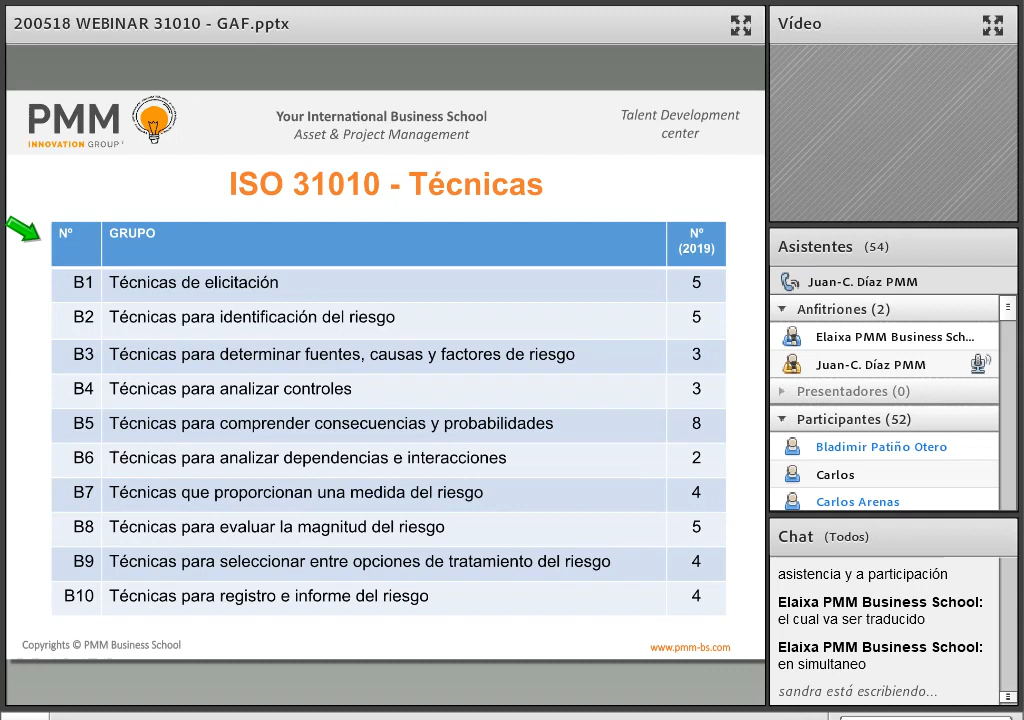 200518 WEBINAR 31010 - GAF.pptx
PMM
INNOVATION GROUP
Your International Business School
Asset & Project Management
Talent Development
center
ISO 31010 - Técnicas
Nº GRUPO Nº (2019)
B1 Técnicas de elicitación 5
B2 Técnicas para identificación del riesgo 5
B3 Técnicas para determinar fuentes, causas y factores de riesgo 3
B4 Técnicas para analizar controles 3
B5 Técnicas para comprender consecuencias y probabilidades 8
B6 Técnicas para analizar dependencias e interacciones 2
B7 Técnicas que proporcionan una medida del riesgo 4
B8 Técnicas para evaluar la magnitud del riesgo 5
B9 Técnicas para seleccionar entre opciones de tratamiento del riesgo 4
B10 Técnicas para registro e informe del riesgo 4
Copyrights © PMM Business School
www.pmm-bs.com
Vídeo
Asistentes (54)
Juan-C. Díaz PMM
Anfitriones (2)
Elaixa PMM Business Sch...
Juan-C. Díaz PMM
Presentadores (0)
Participantes (52)
Bladimir Patiño Otero
Carlos
Carlos Arenas
Chat (Todos)
asistencia y a participación
Elaixa PMM Business School:
el cual va ser traducido
Elaixa PMM Business School:
en simultaneo
sandra está escribiendo...